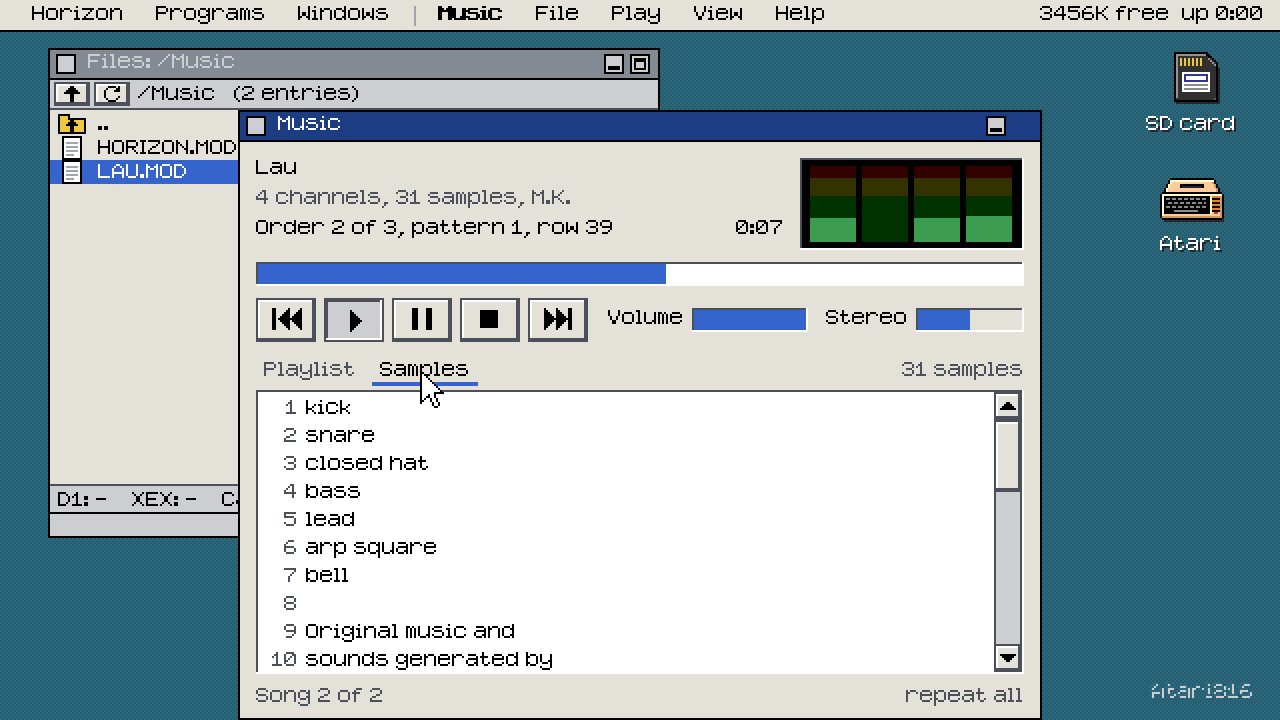 Horizon Programs Windows | Music File Play View Help 3456K free up 0:00
Files: /Music
/Music (2 entries)
..
HORIZON.MOD
LAU.MOD
D1: - XEX: -
Music
Lau
4 channels, 31 samples, M.K.
Order 2 of 3, pattern 1, row 39 0:07
Volume Stereo
Playlist Samples 31 samples
1 kick
2 snare
3 closed hat
4 bass
5 lead
6 arp square
7 bell
8
9 Original music and
10 sounds generated by
Song 2 of 2 repeat all
SD card
Atari
Atari816